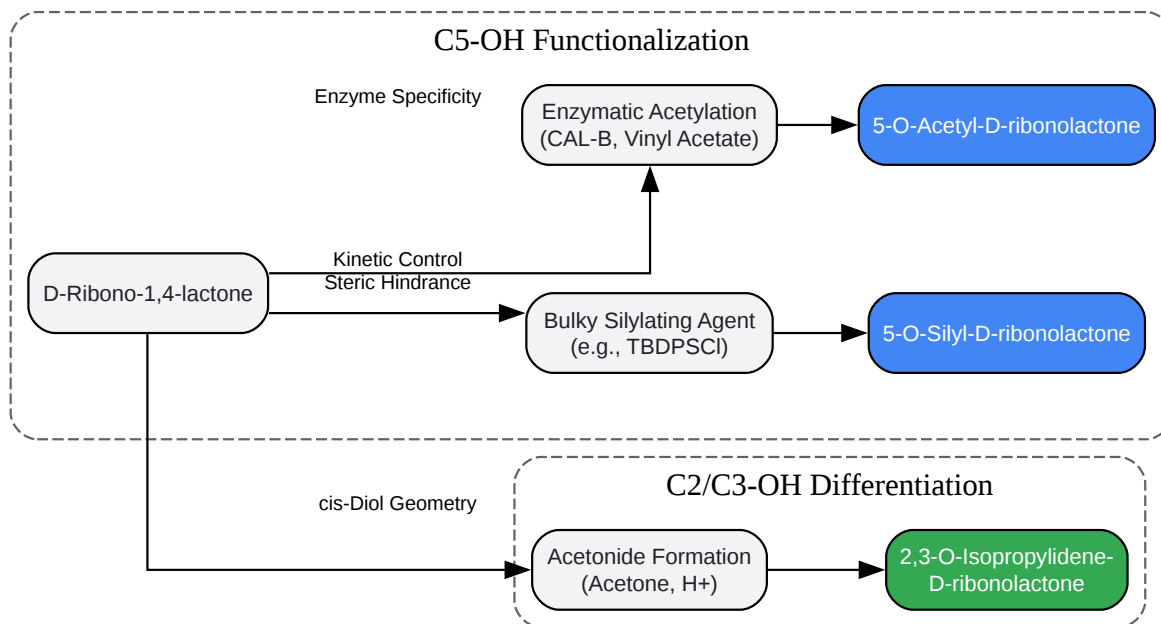 C5-OH Functionalization
Enzyme Specificity
Enzymatic Acetylation
(CAL-B, Vinyl Acetate)
5-O-Acetyl-D-ribonolactone
D-Ribono-1,4-lactone
Kinetic Control
Steric Hindrance
Bulky Silylating Agent
(e.g., TBDPSCl)
5-O-Silyl-D-ribonolactone
C2/C3-OH Differentiation
cis-Diol Geometry
Acetonide Formation
(Acetone, H+)
2,3-O-Isopropylidene-
D-ribonolactone